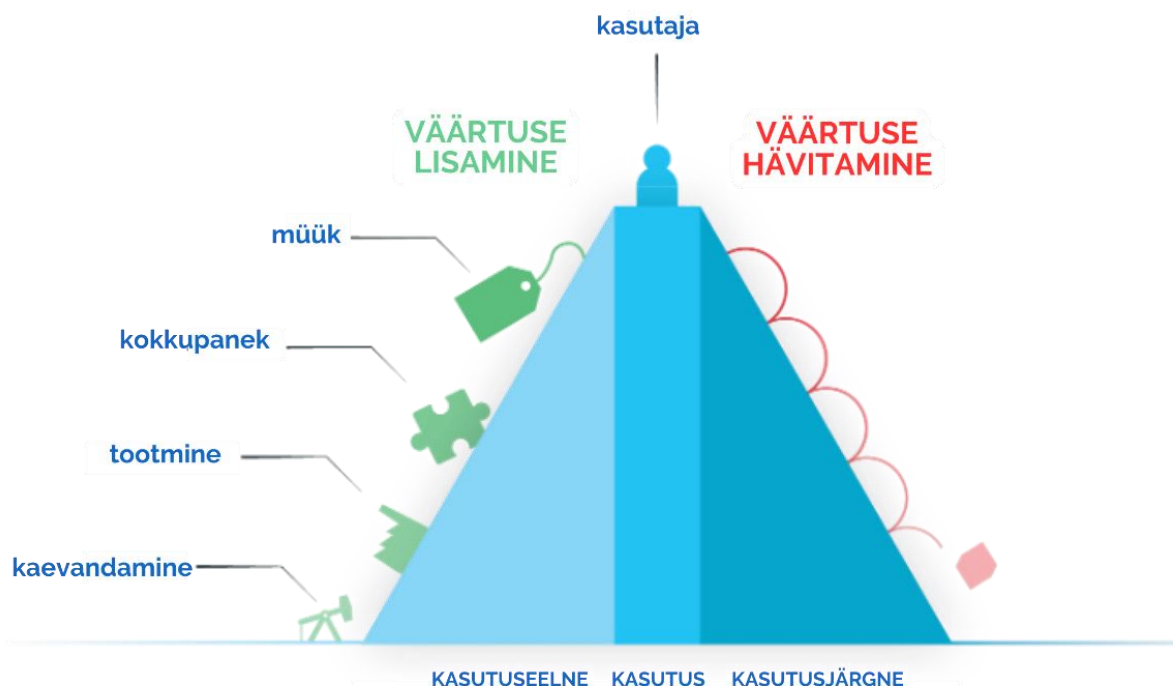 kasutaja
VÄÄRTUSE
LISAMINE
VÄÄRTUSE
HÄVITAMINE
müük
kokkupanek
tootmine
kaevandamine
KASUTUSEELNE KASUTUS KASUTUSJÄRGNE